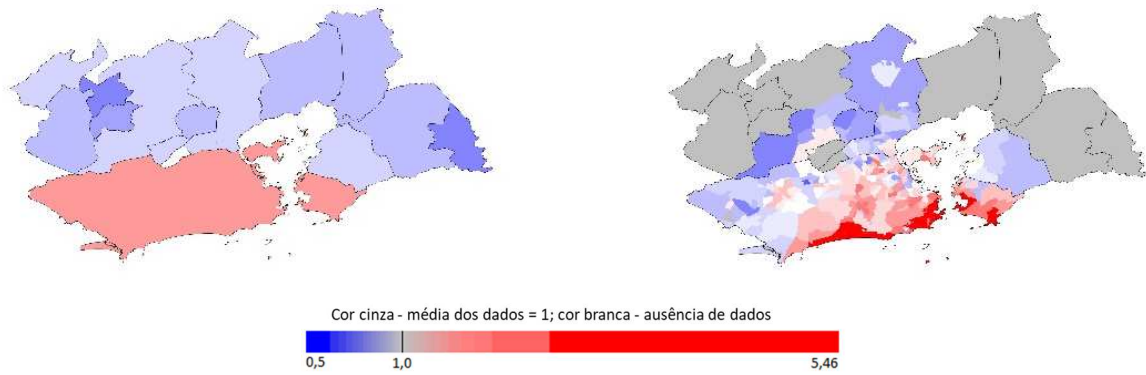 Cor cinza - média dos dados = 1; cor branca - ausência de dados
0,5 1,0 5,46